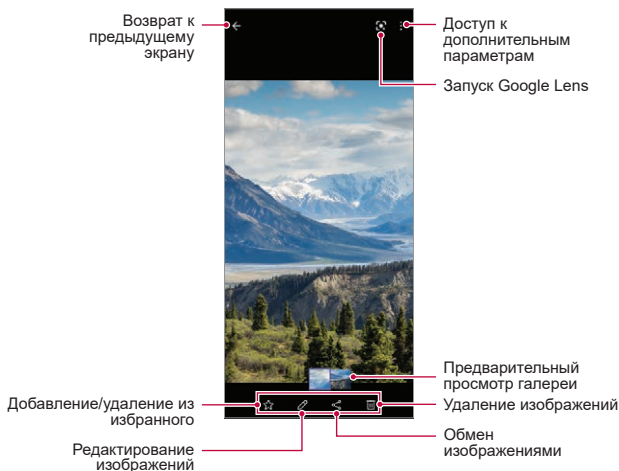 Возврат к
предыдущему
экрану
Доступ к
дополнительным
параметрам
Запуск Google Lens
Предварительный
просмотр галереи
Добавление/удаление из
избранного
Удаление изображений
Редактирование
изображений
Обмен
изображениями